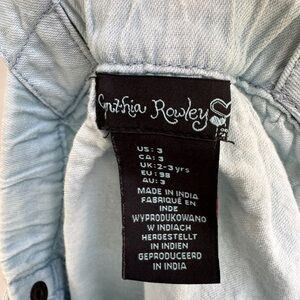 Cynthia Rowley
US: 3
CA: 3
UK: 2-3 yrs
EU: 98
AU: 3
MADE IN INDIA
FABRIQUÉ EN
INDE
WYPRODUKOWANO
W INDIACH
HERGESTELLT
IN INDIEN
GEPRODUCEERD
IN INDIA